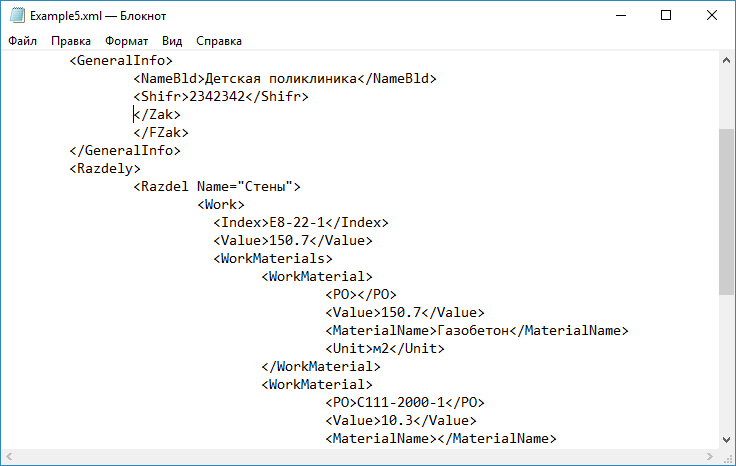 Example5.xml — Блокнот
Файл Правка Формат Вид Справка
<GeneralInfo>
<NameBld>Детская поликлиника</NameBld>
<Shifr>2342342</Shifr>
</Zak>
</FZak>
</GeneralInfo>
<Razdely>
<Razdel Name="Стены">
<Work>
<Index>E8-22-1</Index>
<Value>150.7</Value>
<WorkMaterials>
<WorkMaterial>
<PO></PO>
<Value>150.7</Value>
<MaterialName>Газобетон</MaterialName>
<Unit>м2</Unit>
</WorkMaterial>
<WorkMaterial>
<PO>C111-2000-1</PO>
<Value>10.3</Value>
<MaterialName></MaterialName>